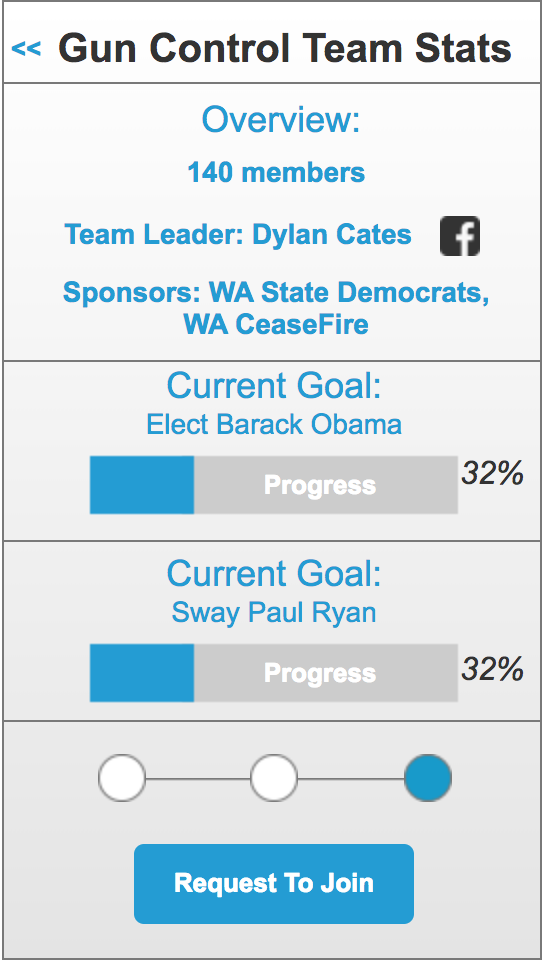 << Gun Control Team Stats
Overview:
140 members
Team Leader: Dylan Cates
Sponsors: WA State Democrats,
WA CeaseFire
Current Goal:
Elect Barack Obama
Progress 32%
Current Goal:
Sway Paul Ryan
Progress 32%
Request To Join